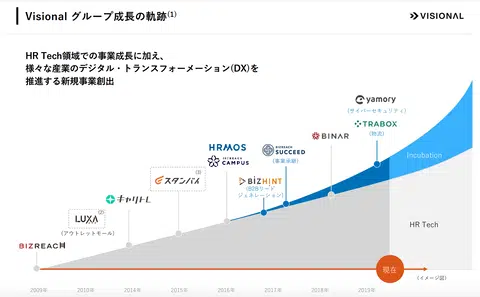 Visional グループ成長の軌跡(1)
VISIONAL
HR Tech領域での事業成長に加え、
様々な産業のデジタル・トランスフォーメーション(DX)を
推進する新規事業創出
yamory
(サイバーセキュリティ)
TRABOX
(物流)
BINAR
HRMOS
BIZREACH
CAMPUS
BIZREACH
SUCCEED
(事業承継)
Incubation
(3)
スタンバイ
BIZHINT
(B2Bリード
ジェネレーション)
キャリトレ
(2)
LUXA
(アウトレットモール)
HR Tech
BIZREACH
現在
(イメージ図)
2009年
2010年
2014年
2015年
2016年
2017年
2018年
2019年